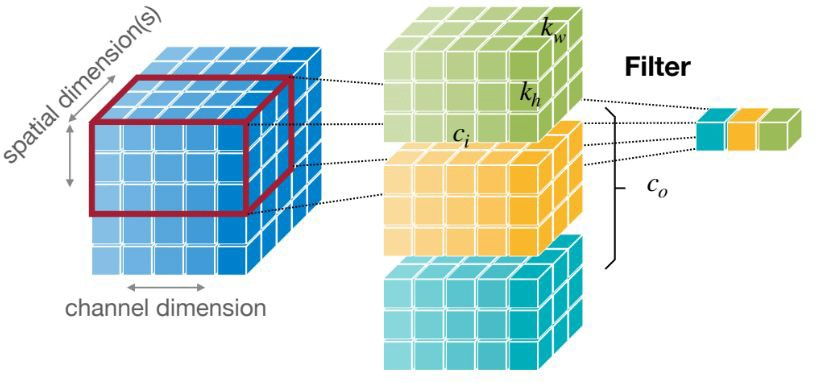 spatial dimension(s)
channel dimension
k_w
k_h
c_i
Filter
c_o